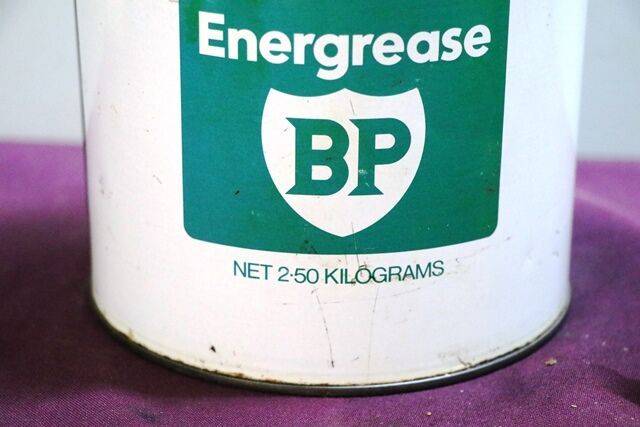 Energrease
BP
NET 2·50 KILOGRAMS